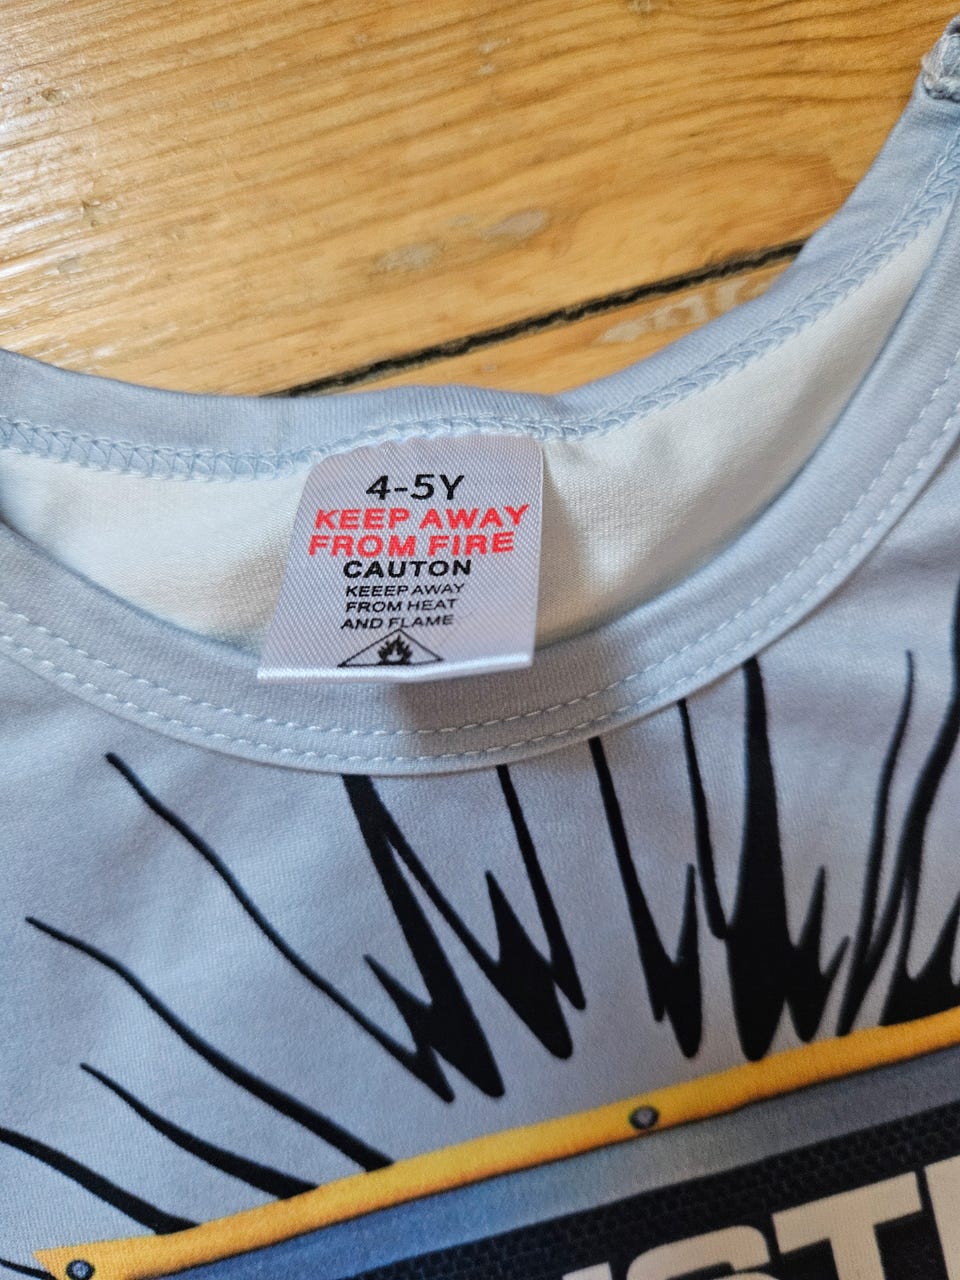 4-5Y
KEEP AWAY
FROM FIRE
CAUTON
KEEEP AWAY
FROM HEAT
AND FLAME